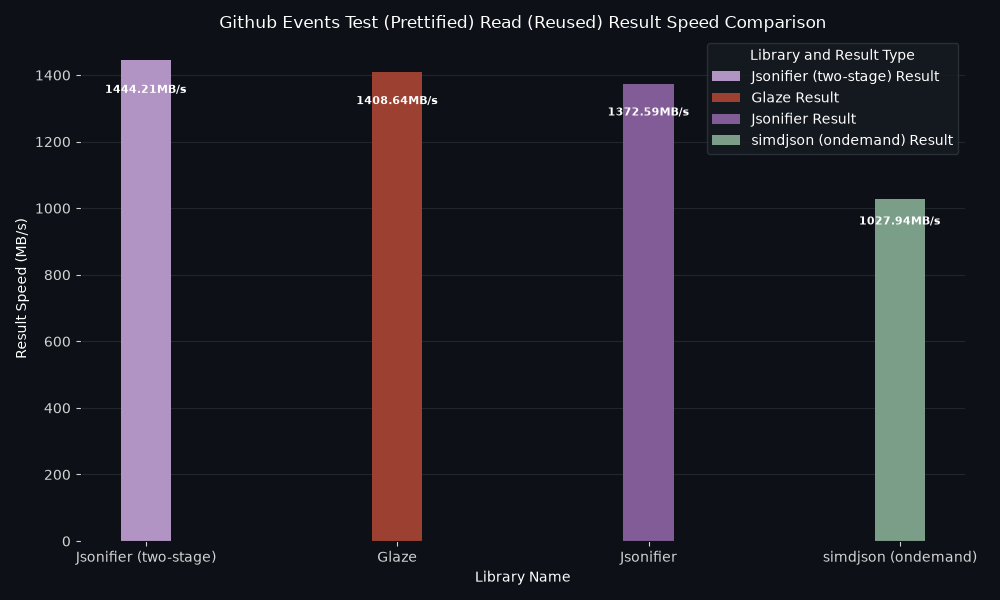 Github Events Test (Prettified) Read (Reused) Result Speed Comparison
Library and Result Type
Jsonifier (two-stage) Result
Glaze Result
Jsonifier Result
simdjson (ondemand) Result
1444.21MB/s
1408.64MB/s
1372.59MB/s
1027.94MB/s
Result Speed (MB/s)
1400
1200
1000
800
600
400
200
0
Jsonifier (two-stage)
Glaze
Jsonifier
simdjson (ondemand)
Library Name